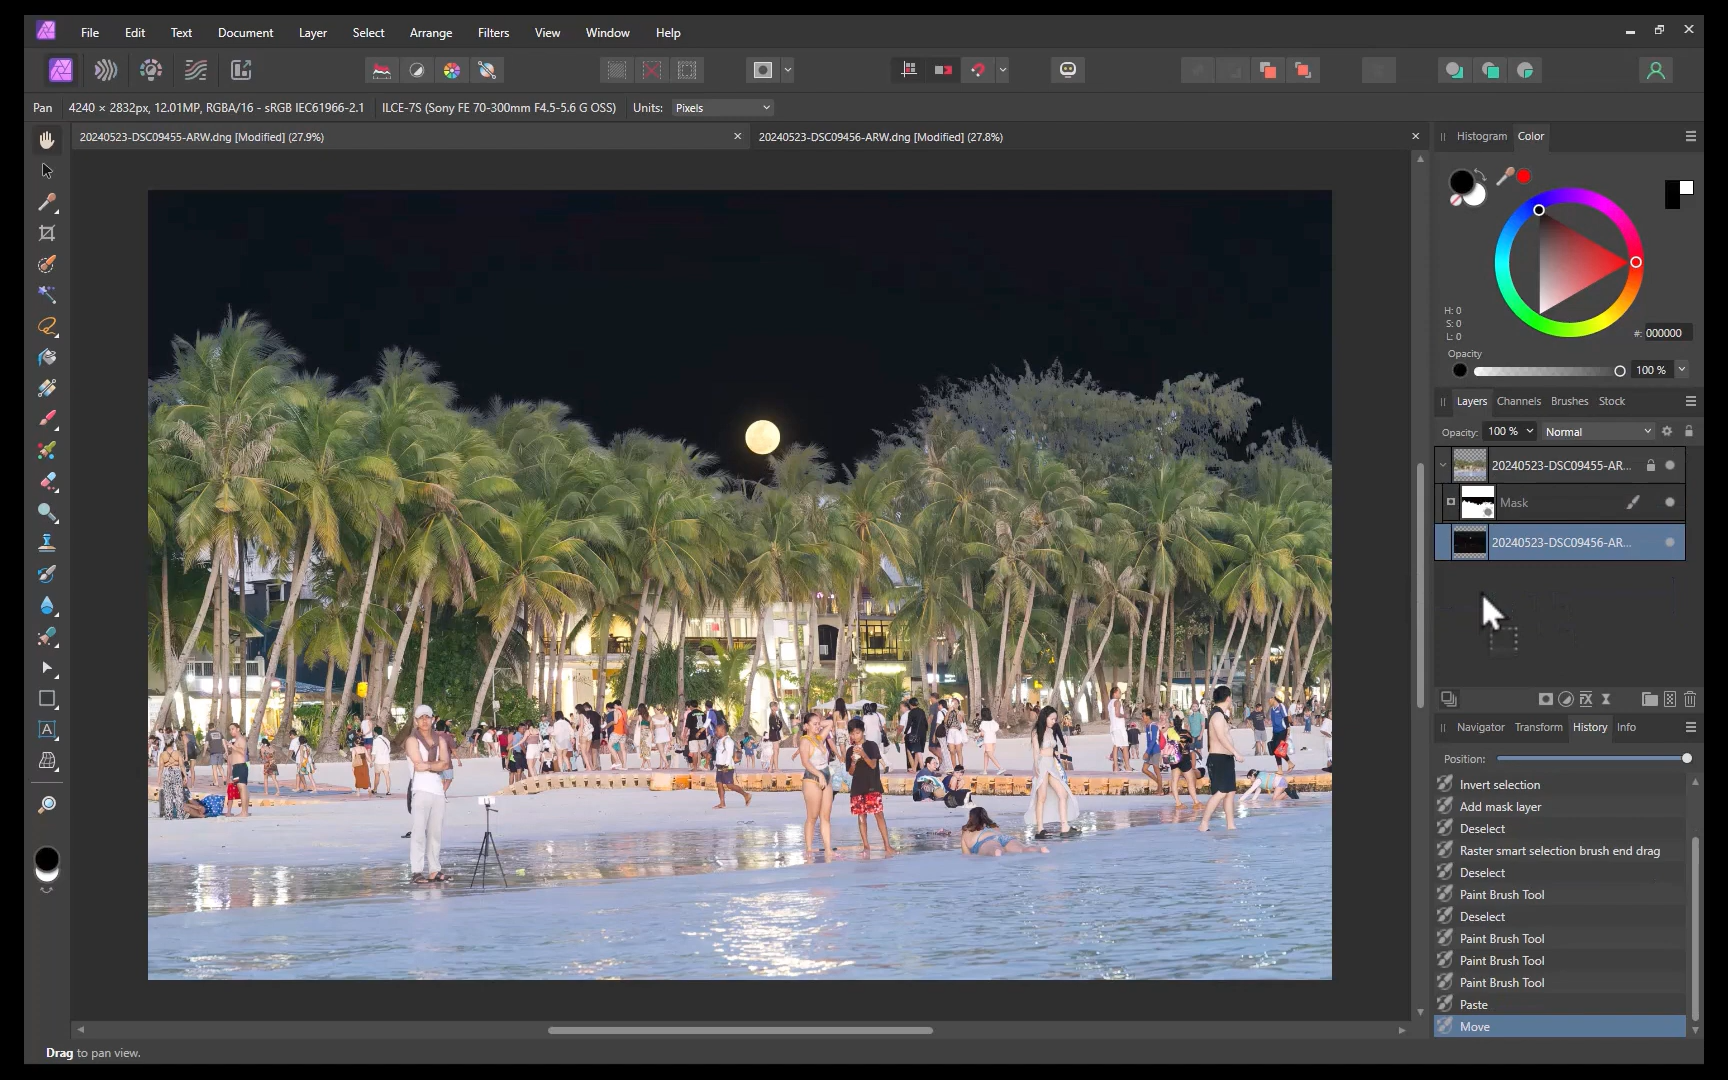 File Edit Text Document Layer Select Arrange Filters View Window Help
Pan 4240 × 2832px, 12.01MP, RGBA/16 - sRGB IEC61966-2.1 ILCE-7S (Sony FE 70-300mm F4.5-5.6 G OSS) Units: Pixels
20240523-DSC09455-ARW.dng [Modified] (27.9%) 20240523-DSC09456-ARW.dng [Modified] (27.8%)
Histogram Color
H: 0
S: 0
L: 0
#: 000000
Opacity
100 %
Layers Channels Brushes Stock
Opacity: 100 % Normal
20240523-DSC09455-AR...
Mask
20240523-DSC09456-AR...
Navigator Transform History Info
Position:
Invert selection
Add mask layer
Deselect
Raster smart selection brush end drag
Deselect
Paint Brush Tool
Deselect
Paint Brush Tool
Paint Brush Tool
Paint Brush Tool
Paste
Move
Drag to pan view.